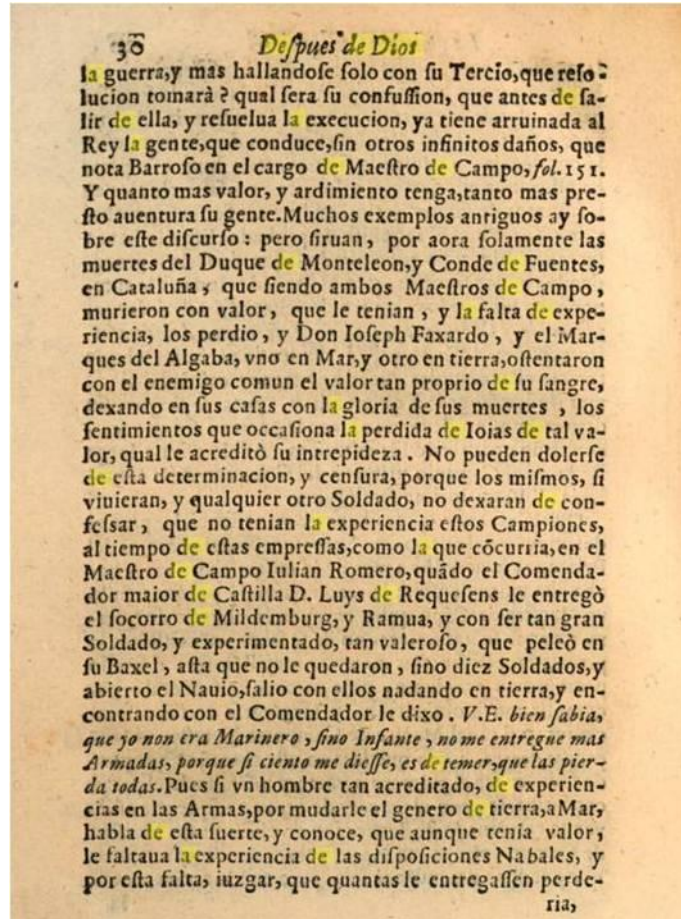 30 Deſpues de Dios
la guerra,y mas hallandoſe ſolo con ſu Tercio,que reſo-
lucion tomarà ? qual ſera ſu confuſſion, que antes de ſa-
lir de ella, y reſuelua la execucion, ya tiene arruinada al
Rey la gente,que conduce,ſin otros infinitos daños, que
nota Barroſo en el cargo de Maeſtro de Campo,fol.151.
Y quanto mas valor, y ardimiento tenga,tanto mas pre-
ſto auentura ſu gente.Muchos exemplos antiguos ay ſo-
bre eſte diſcurſo : pero ſiruan, por aora ſolamente las
muertes del Duque de Monteleon,y Conde de Fuentes,
en Cataluña, que ſiendo ambos Maeſtros de Campo,
murieron con valor, que le tenian, y la falta de expe-
riencia, los perdio, y Don Ioſeph Faxardo, y el Mar-
ques del Algaba, vno en Mar,y otro en tierra,oſtentaron
con el enemigo comun el valor tan proprio de ſu ſangre,
dexando en ſus caſas con la gloria de ſus muertes, los
ſentimientos que occaſiona la perdida de Ioias de tal va-
lor, qual le acreditò ſu intrepideza. No pueden dolerſe
de eſta determinacion, y cenſura, porque los miſmos, ſi
viuieran, y qualquier otro Soldado, no dexaran de con-
feſſar, que no tenian la experiencia eſtos Campiones,
al tiempo de eſtas empreſſas,como la que cõcurria,en el
Maeſtro de Campo Iulian Romero,quãdo el Comenda-
dor maior de Caſtilla D. Luys de Requeſens le entregò
el ſocorro de Mildemburg, y Ramua, y con ſer tan gran
Soldado, y experimentado, tan valeroſo, que peleò en
ſu Baxel, aſta que no le quedaron, ſino diez Soldados,y
abierto el Nauio,ſalio con ellos nadando en tierra,y en-
contrando con el Comendador le dixo. V.E. bien ſabia,
que yo non era Marinero, ſino Infante, no me entregue mas
Armadas, porque ſi ciento me dieſſe, es de temer,que las pier-
da todas.Pues ſi vn hombre tan acreditado, de experien-
cias en las Armas,por mudarle el genero de tierra,a Mar,
habla de eſta ſuerte, y conoce, que aunque tenia valor,
le faltaua la experiencia de las diſpoſiciones Nabales, y
por eſta falta, iuzgar, que quantas le entregaſſen perde-
ria,